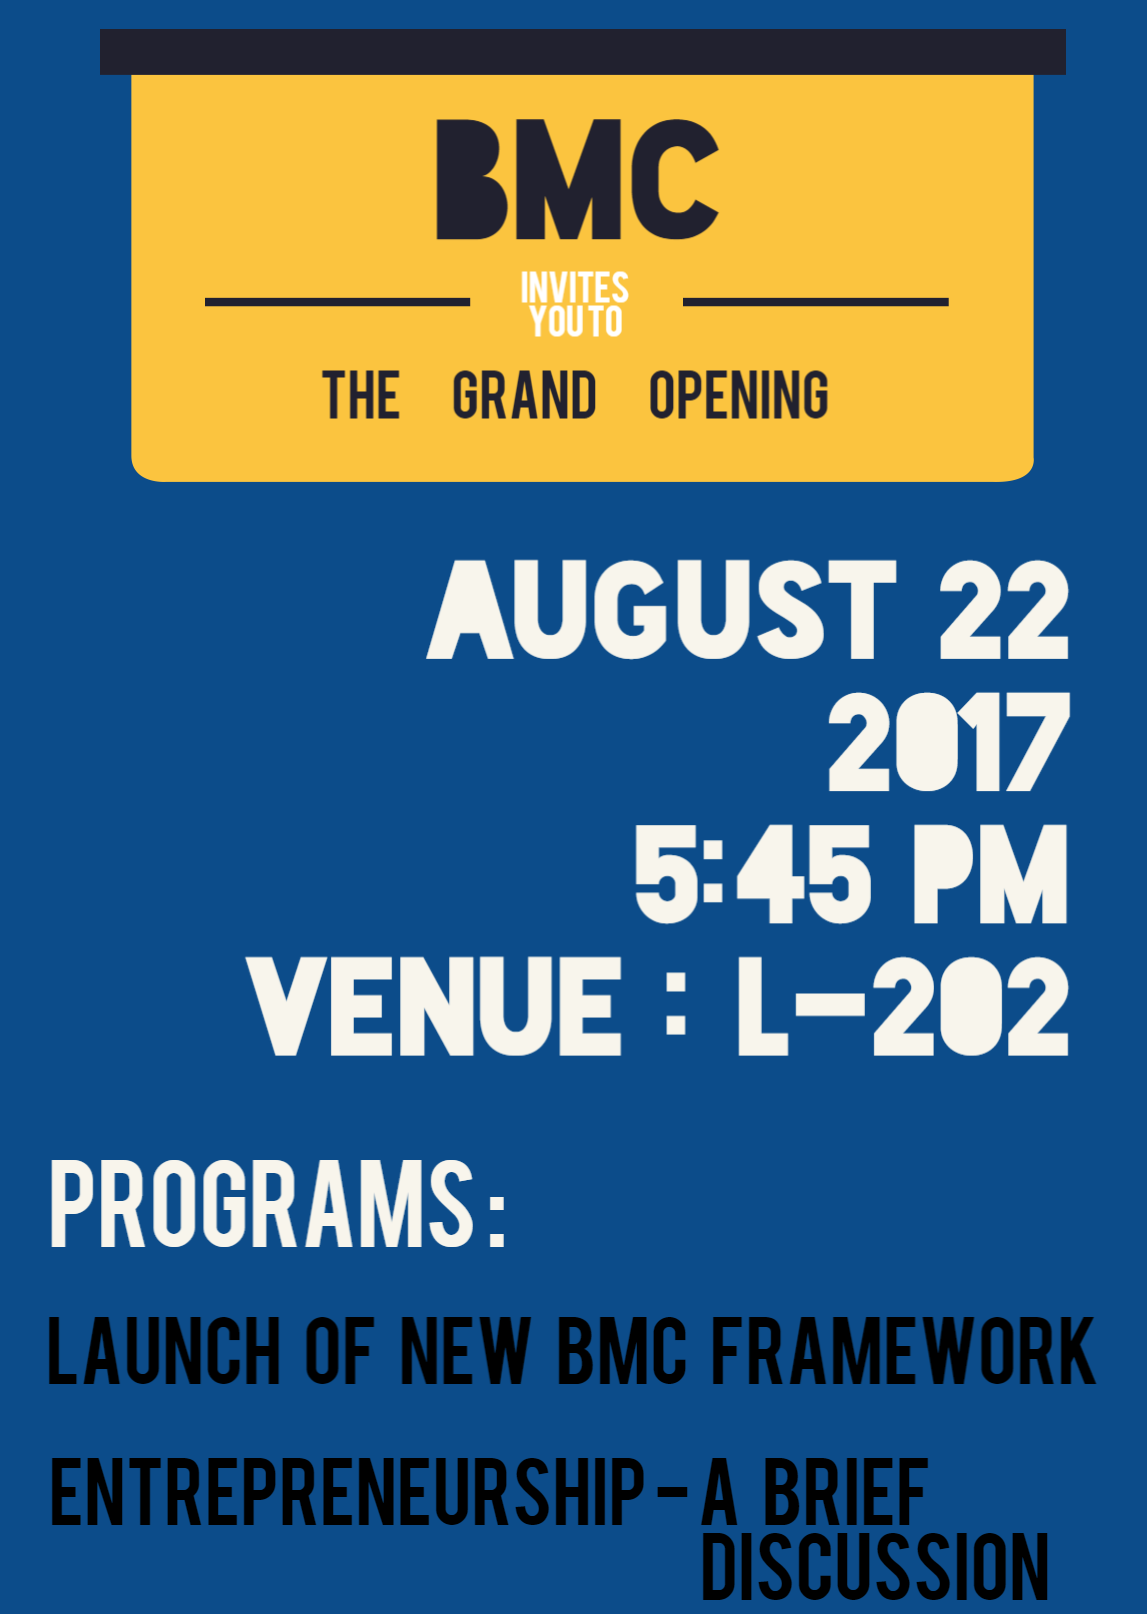 BMC
INVITES
YOU TO
THE GRAND OPENING
AUGUST 22
2017
5:45 PM
VENUE : L-202
PROGRAMS:
LAUNCH OF NEW BMC FRAMEWORK
ENTREPRENEURSHIP - A BRIEF
DISCUSSION